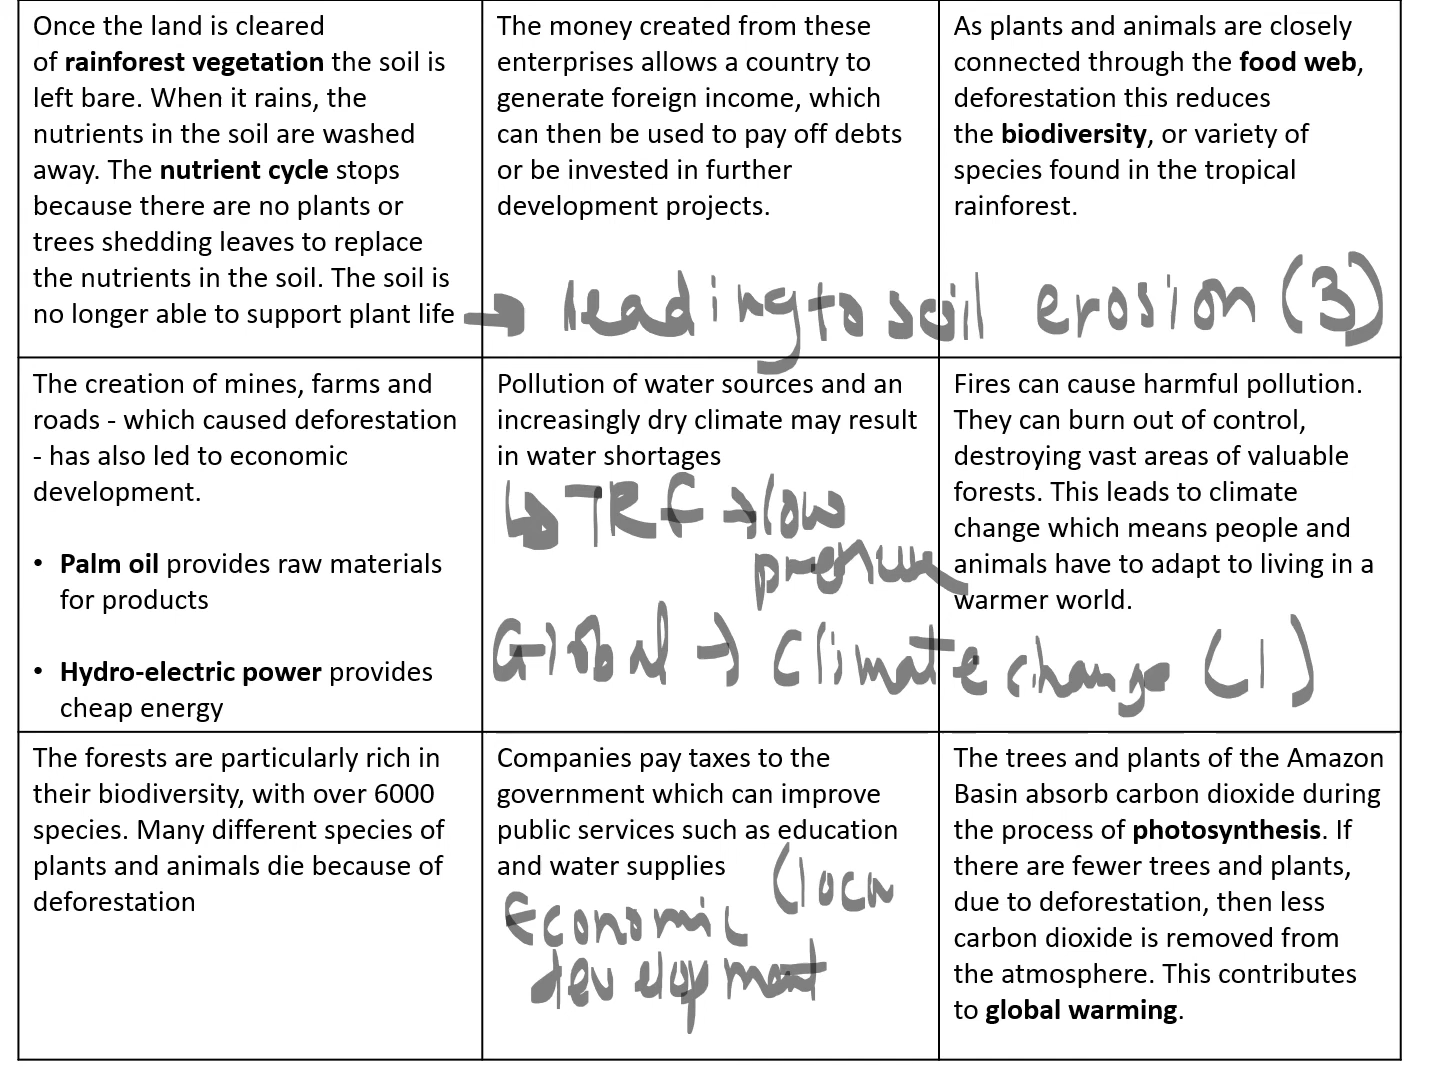 Once the land is cleared
of rainforest vegetation the soil is
left bare. When it rains, the
nutrients in the soil are washed
away. The nutrient cycle stops
because there are no plants or
trees shedding leaves to replace
the nutrients in the soil. The soil is
no longer able to support plant life
The money created from these
enterprises allows a country to
generate foreign income, which
can then be used to pay off debts
or be invested in further
development projects.
As plants and animals are closely
connected through the food web,
deforestation this reduces
the biodiversity, or variety of
species found in the tropical
rainforest.
→ leading to soil erosion (3)
The creation of mines, farms and
roads - which caused deforestation
- has also led to economic
development.
• Palm oil provides raw materials
for products
• Hydro-electric power provides
cheap energy
Pollution of water sources and an
increasingly dry climate may result
in water shortages
↳ TRF → low
Fires can cause harmful pollution.
They can burn out of control,
destroying vast areas of valuable
forests. This leads to climate
change which means people and
animals have to adapt to living in a
warmer world.
Global → Climate change (1)
The forests are particularly rich in
their biodiversity, with over 6000
species. Many different species of
plants and animals die because of
deforestation
Companies pay taxes to the
government which can improve
public services such as education
and water supplies
Economic
development
The trees and plants of the Amazon
Basin absorb carbon dioxide during
the process of photosynthesis. If
there are fewer trees and plants,
due to deforestation, then less
carbon dioxide is removed from
the atmosphere. This contributes
to global warming.